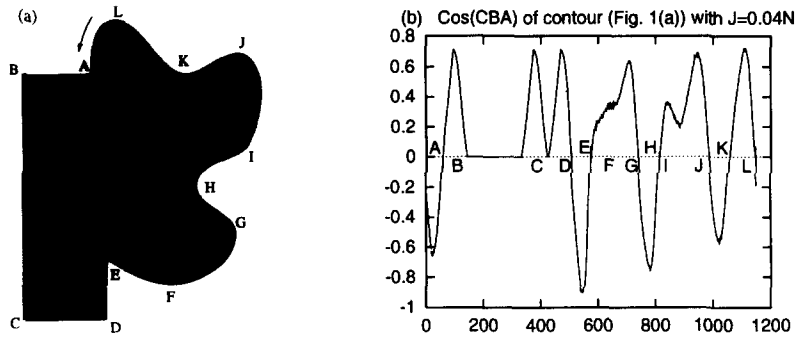 (a)
L
J
K
B
A
I
H
G
E
F
C
D
(b) Cos(CBA) of contour (Fig. 1(a)) with J=0.04N
0.8
0.6
0.4
0.2
0
-0.2
-0.4
-0.6
-0.8
-1
A E H K
B C D F G I J L
0 200 400 600 800 1000 1200